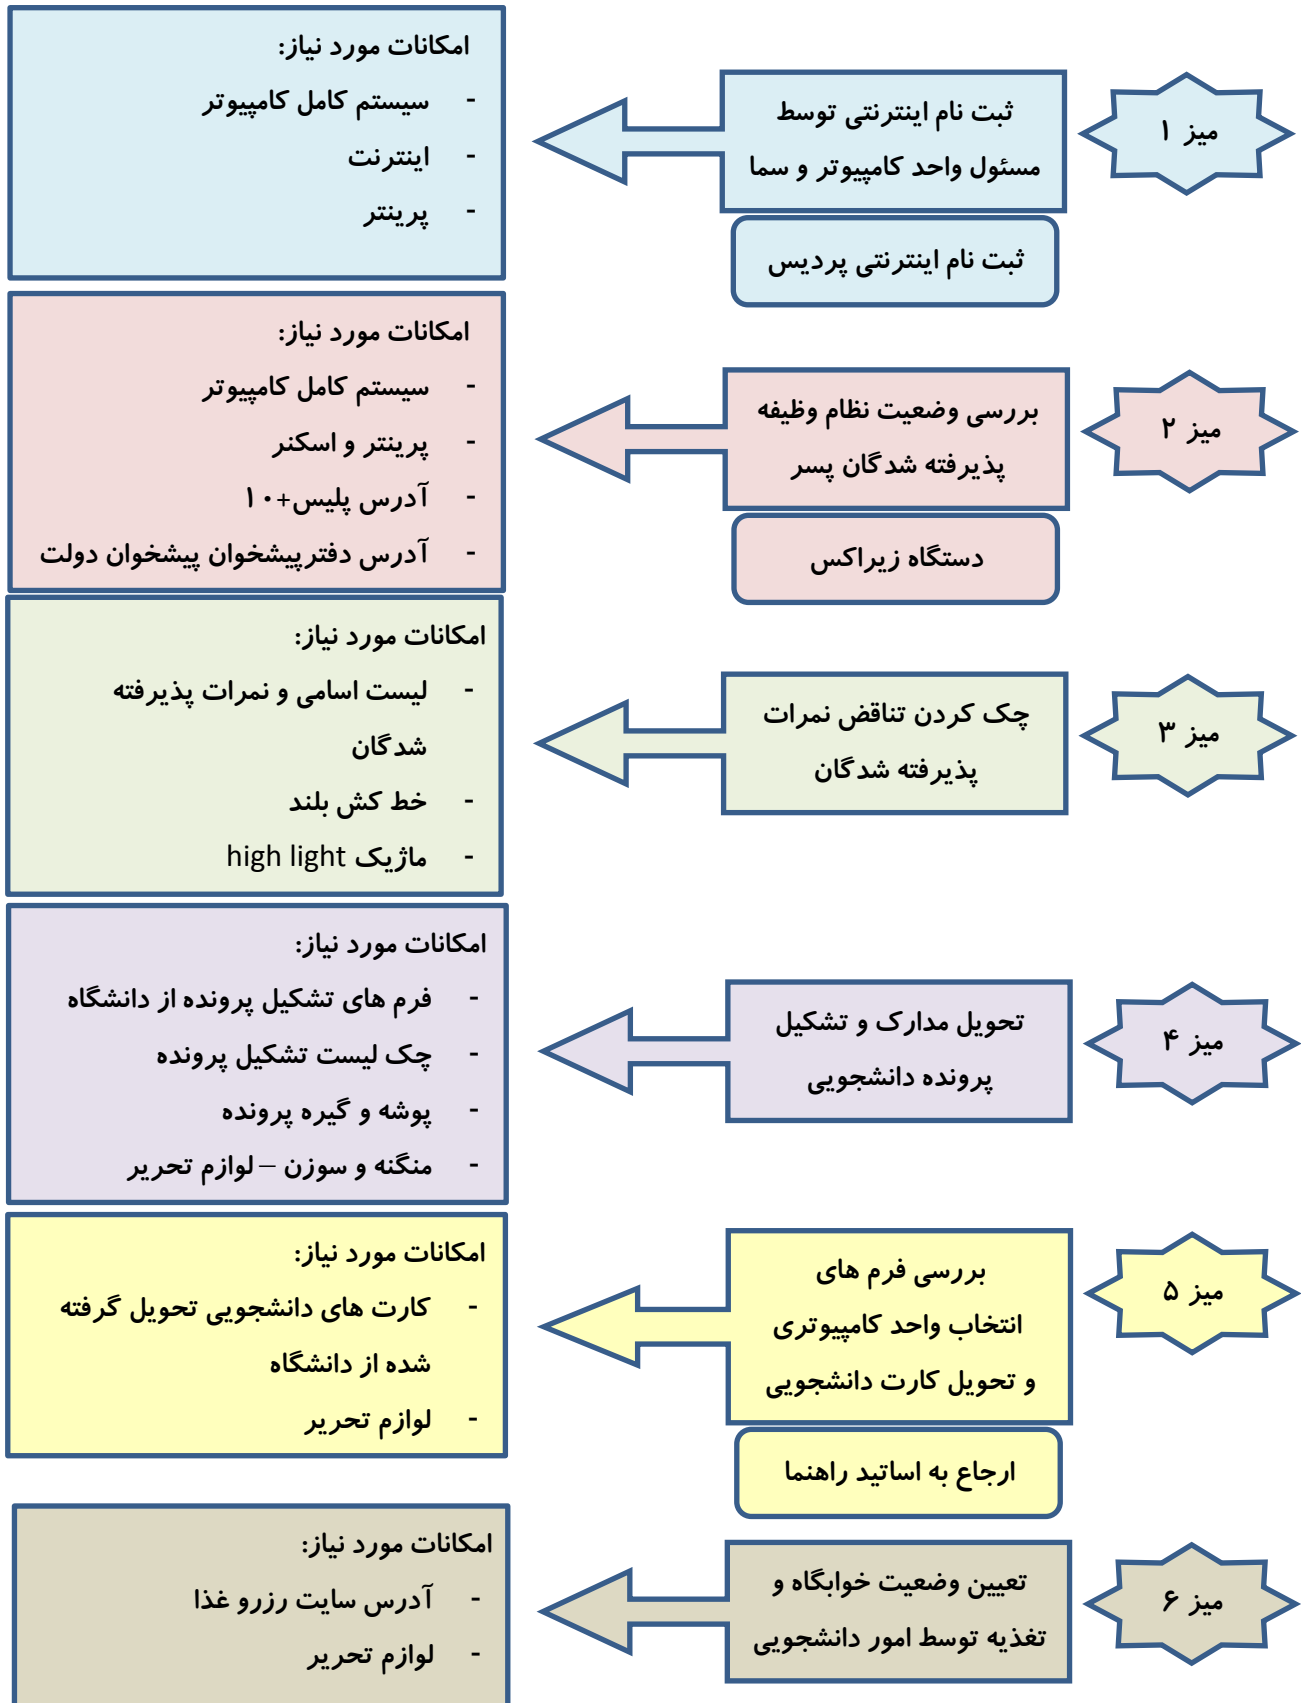 میز ۱
ثبت نام اینترنتی توسط
مسئول واحد کامپیوتر و سما
ثبت نام اینترنتی پردیس
امکانات مورد نیاز:
- سیستم کامل کامپیوتر
- اینترنت
- پرینتر
میز ۲
بررسی وضعیت نظام وظیفه
پذیرفته شدگان پسر
دستگاه زیراکس
امکانات مورد نیاز:
- سیستم کامل کامپیوتر
- پرینتر و اسکنر
- آدرس پلیس+۱۰
- آدرس دفترپیشخوان پیشخوان دولت
میز ۳
چک کردن تناقض نمرات
پذیرفته شدگان
امکانات مورد نیاز:
- لیست اسامی و نمرات پذیرفته
شدگان
- خط کش بلند
- ماژیک high light
میز ۴
تحویل مدارک و تشکیل
پرونده دانشجویی
امکانات مورد نیاز:
- فرم های تشکیل پرونده از دانشگاه
- چک لیست تشکیل پرونده
- پوشه و گیره پرونده
- منگنه و سوزن – لوازم تحریر
میز ۵
بررسی فرم های
انتخاب واحد کامپیوتری
و تحویل کارت دانشجویی
ارجاع به اساتید راهنما
امکانات مورد نیاز:
- کارت های دانشجویی تحویل گرفته
شده از دانشگاه
- لوازم تحریر
میز ۶
تعیین وضعیت خوابگاه و
تغذیه توسط امور دانشجویی
امکانات مورد نیاز:
- آدرس سایت رزرو غذا
- لوازم تحریر